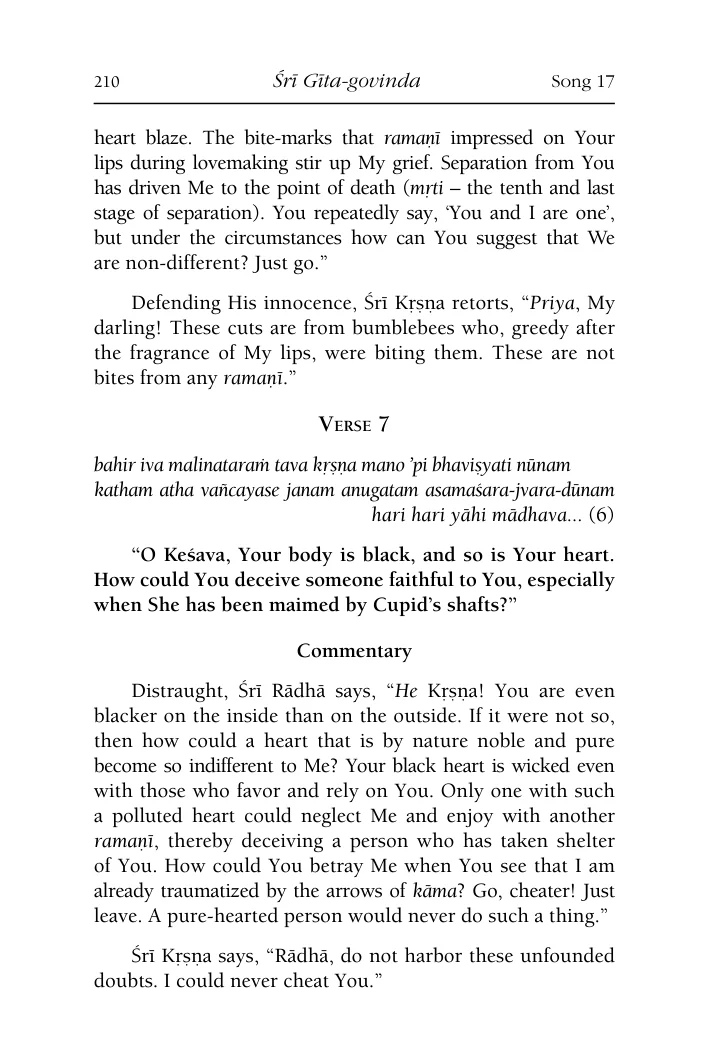 210 Śrī Gīta-govinda Song 17
heart blaze. The bite-marks that ramaṇī impressed on Your
lips during lovemaking stir up My grief. Separation from You
has driven Me to the point of death (mṛti – the tenth and last
stage of separation). You repeatedly say, ‘You and I are one’,
but under the circumstances how can You suggest that We
are non-different? Just go.”
Defending His innocence, Śrī Kṛṣṇa retorts, “Priya, My
darling! These cuts are from bumblebees who, greedy after
the fragrance of My lips, were biting them. These are not
bites from any ramaṇī.”
Verse 7
bahir iva malinataraṁ tava kṛṣṇa mano ’pi bhaviṣyati nūnam
katham atha vañcayase janam anugatam asamaśara-jvara-dūnam
hari hari yāhi mādhava... (6)
“O Keśava, Your body is black, and so is Your heart.
How could You deceive someone faithful to You, especially
when She has been maimed by Cupid’s shafts?”
Commentary
Distraught, Śrī Rādhā says, “He Kṛṣṇa! You are even
blacker on the inside than on the outside. If it were not so,
then how could a heart that is by nature noble and pure
become so indifferent to Me? Your black heart is wicked even
with those who favor and rely on You. Only one with such
a polluted heart could neglect Me and enjoy with another
ramaṇī, thereby deceiving a person who has taken shelter
of You. How could You betray Me when You see that I am
already traumatized by the arrows of kāma? Go, cheater! Just
leave. A pure-hearted person would never do such a thing.”
Śrī Kṛṣṇa says, “Rādhā, do not harbor these unfounded
doubts. I could never cheat You.”